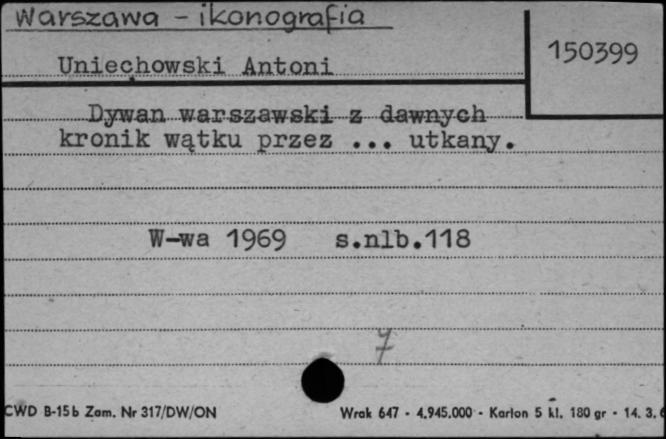 Warszawa - ikonografia
150399
Uniechowski Antoni
Dywan warszawski z dawnych
kronik wątku przez ... utkany.
W-wa 1969 s.nlb.118
7
CWD B-15b Zam. Nr 317/DW/ON
Wrak 647 - 4.945.000 - Karton 5 kl. 180 gr - 14. 3.